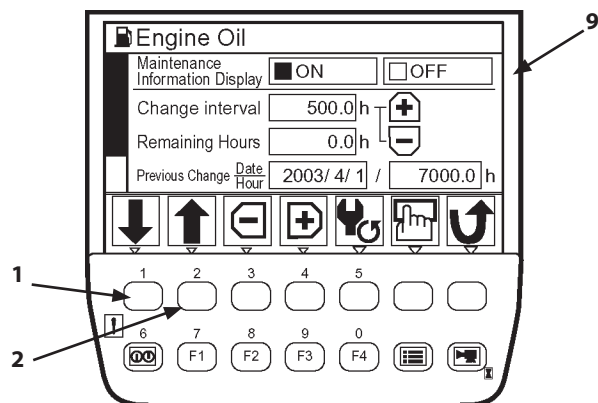 Engine Oil
9
Maintenance
Information Display ■ ON □ OFF
Change interval 500.0 h +
Remaining Hours 0.0 h −
Previous Change Date
Hour 2003/ 4/ 1 / 7000.0 h
1 2 3 4 5
1
2
6 7 8 9 0
F1 F2 F3 F4